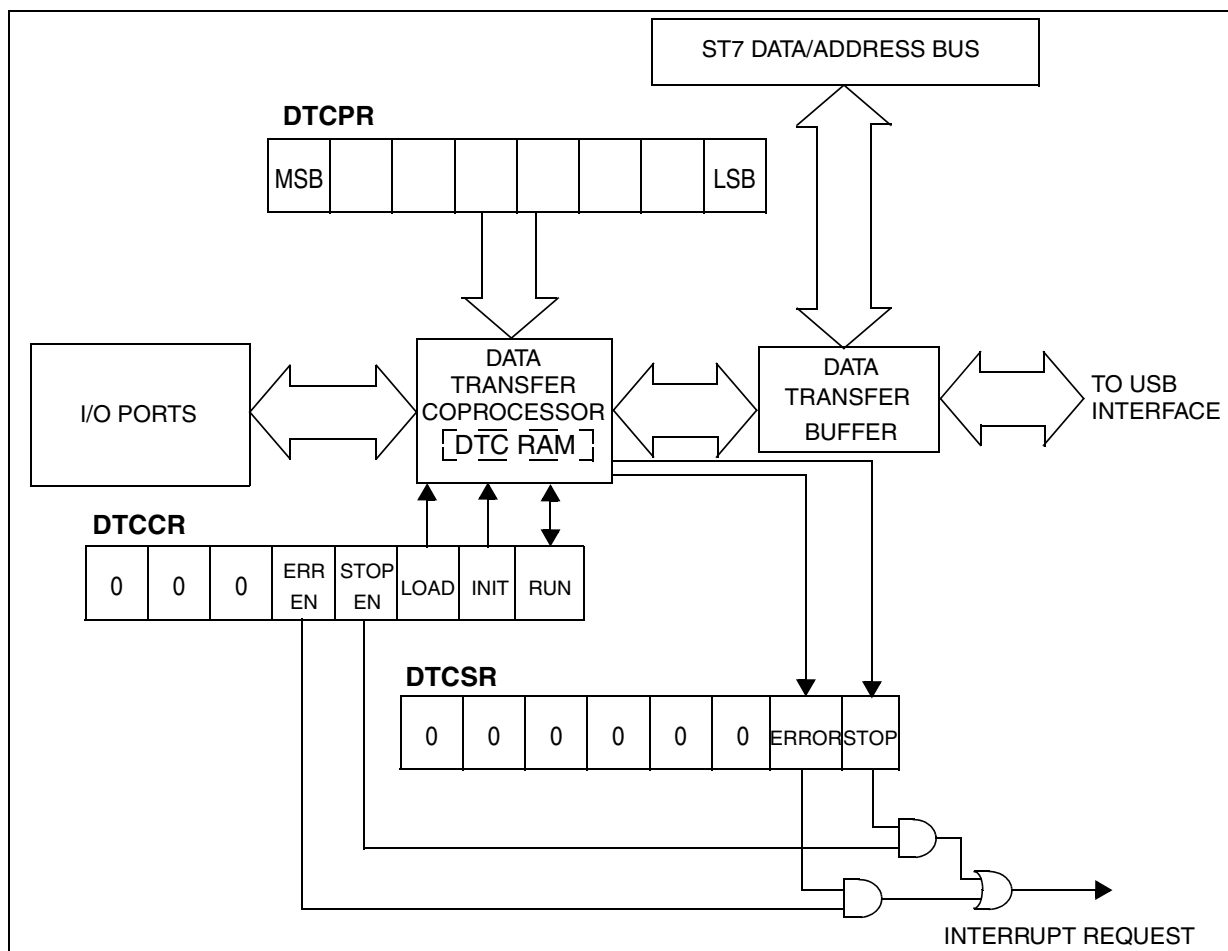 ST7 DATA/ADDRESS BUS
DTCPR
MSB LSB
I/O PORTS
DATA
TRANSFER
COPROCESSOR
DTC RAM
DATA
TRANSFER
BUFFER
TO USB
INTERFACE
DTCCR
0 0 0 ERR EN STOP EN LOAD INIT RUN
DTCSR
0 0 0 0 0 0 ERROR STOP
INTERRUPT REQUEST